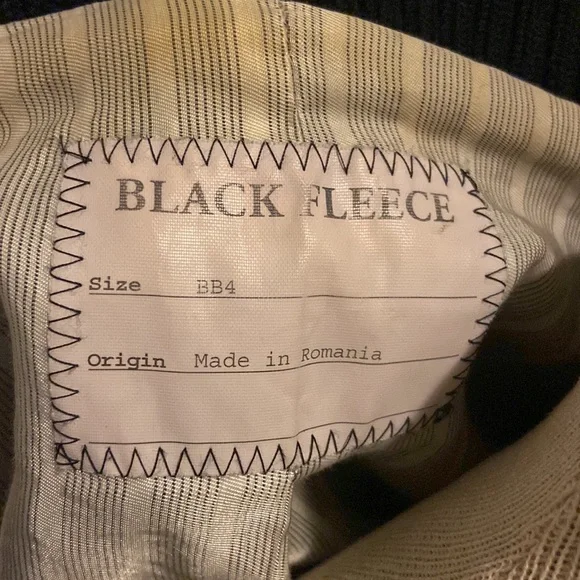 BLACK FLEECE
Size BB4
Origin Made in Romania